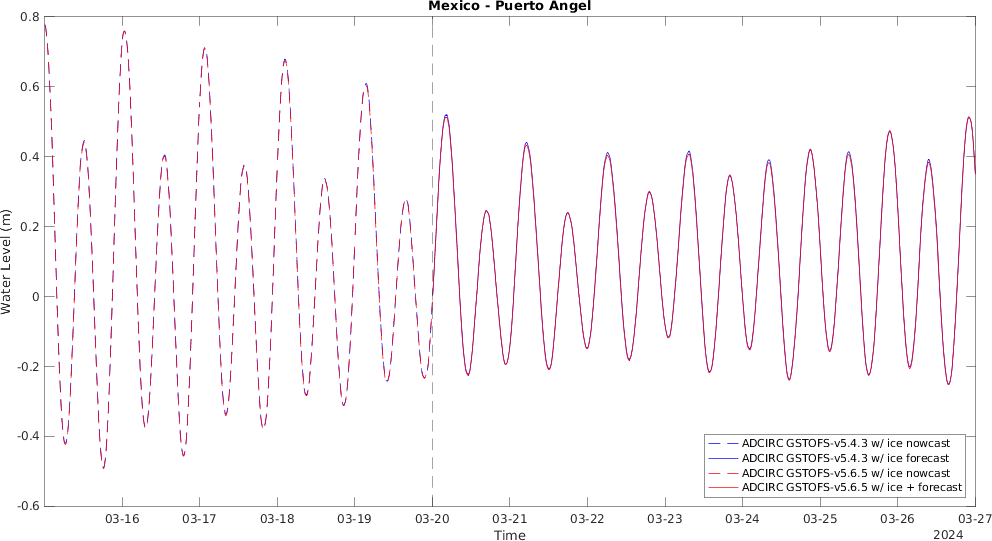 Mexico - Puerto Angel
0.8
0.6
0.4
0.2
0
-0.2
-0.4
-0.6
Water Level (m)
ADCIRC GSTOFS-v5.4.3 w/ ice nowcast
ADCIRC GSTOFS-v5.4.3 w/ ice forecast
ADCIRC GSTOFS-v5.6.5 w/ ice nowcast
ADCIRC GSTOFS-v5.6.5 w/ ice + forecast
03-16 03-17 03-18 03-19 03-20 03-21 03-22 03-23 03-24 03-25 03-26 03-27
Time
2024